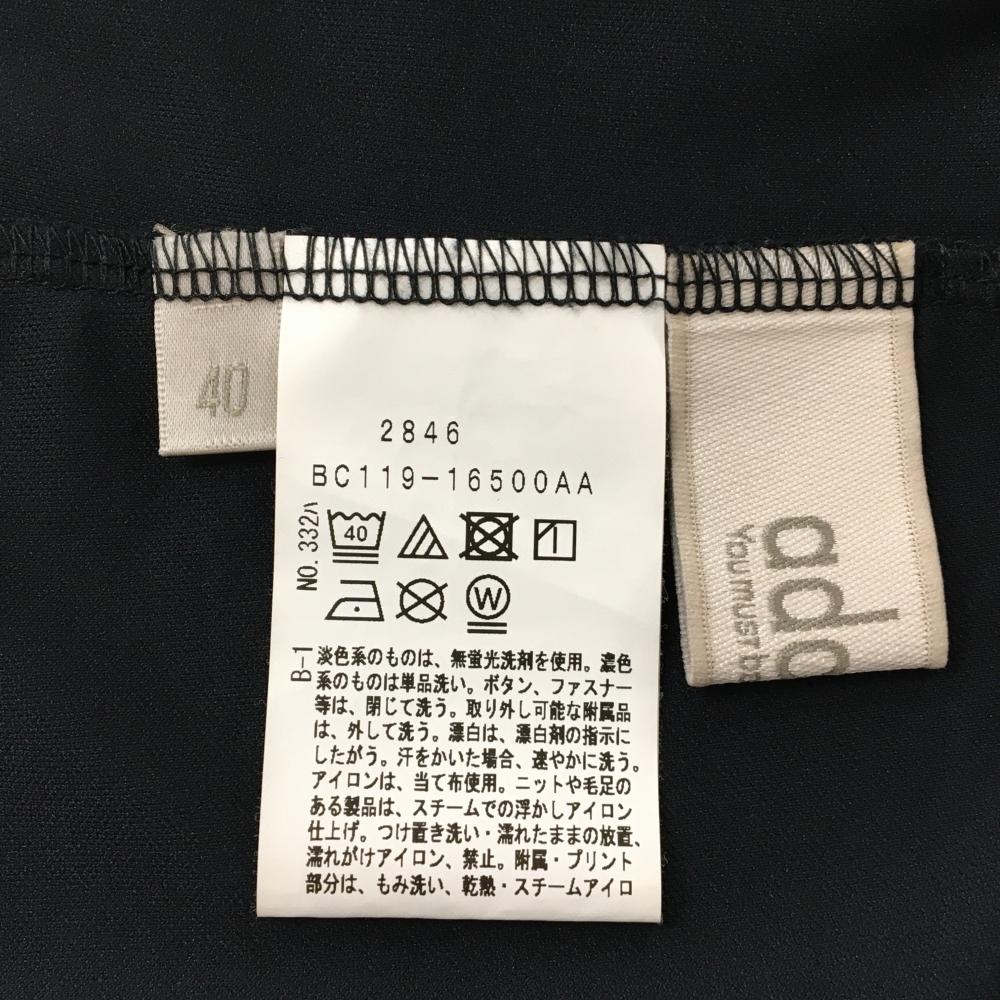 40
2846
BC119-16500AA
NO. 332ハ
40
W
B-1
淡色系のものは、無蛍光洗剤を使用。濃色
系のものは単品洗い。ボタン、ファスナー
等は、閉じて洗う。取り外し可能な附属品
は、外して洗う。漂白は、漂白剤の指示に
したがう。汗をかいた場合、速やかに洗う。
アイロンは、当て布使用。ニットや毛足の
ある製品は、スチームでの浮かしアイロン
仕上げ。つけ置き洗い・濡れたままの放置、
濡れがけアイロン、禁止。附属・プリント
部分は、もみ洗い、乾熱・スチームアイロ
ado
You must b